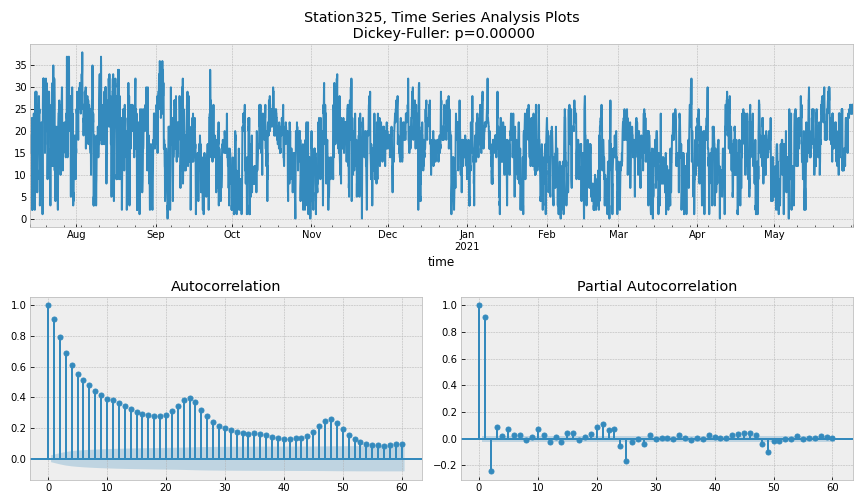 Station325, Time Series Analysis Plots
Dickey-Fuller: p=0.00000
35
30
25
20
15
10
5
0
Aug Sep Oct Nov Dec Jan Feb Mar Apr May
2021
time
Autocorrelation Partial Autocorrelation
1.0 1.0
0.8 0.8
0.6 0.6
0.4 0.4
0.2 0.2
0.0 0.0
−0.2
0 10 20 30 40 50 60 0 10 20 30 40 50 60